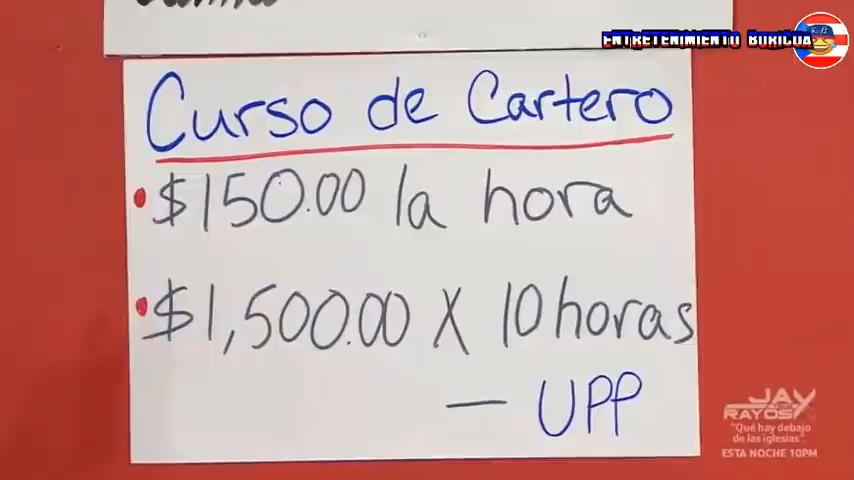 ENTRETENIMIENTO BORICUA
Curso de Cartero
• $150.00 la hora
• $1,500.00 X 10 horas
— UPP
JAY
RAYOS X
"Qué hay debajo
de las iglesias".
ESTA NOCHE 10PM